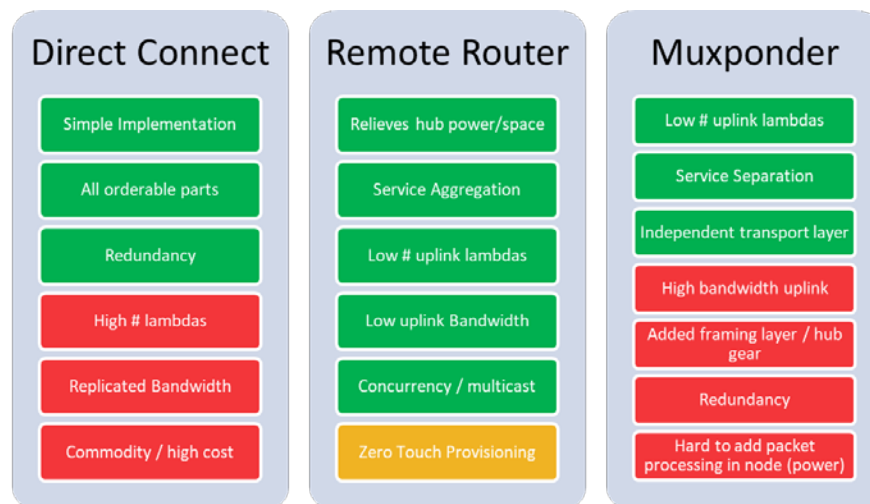 Direct Connect
Simple Implementation
All orderable parts
Redundancy
High # lambdas
Replicated Bandwidth
Commodity / high cost
Remote Router
Relieves hub power/space
Service Aggregation
Low # uplink lambdas
Low uplink Bandwidth
Concurrency / multicast
Zero Touch Provisioning
Muxponder
Low # uplink lambdas
Service Separation
Independent transport layer
High bandwidth uplink
Added framing layer / hub
gear
Redundancy
Hard to add packet
processing in node (power)